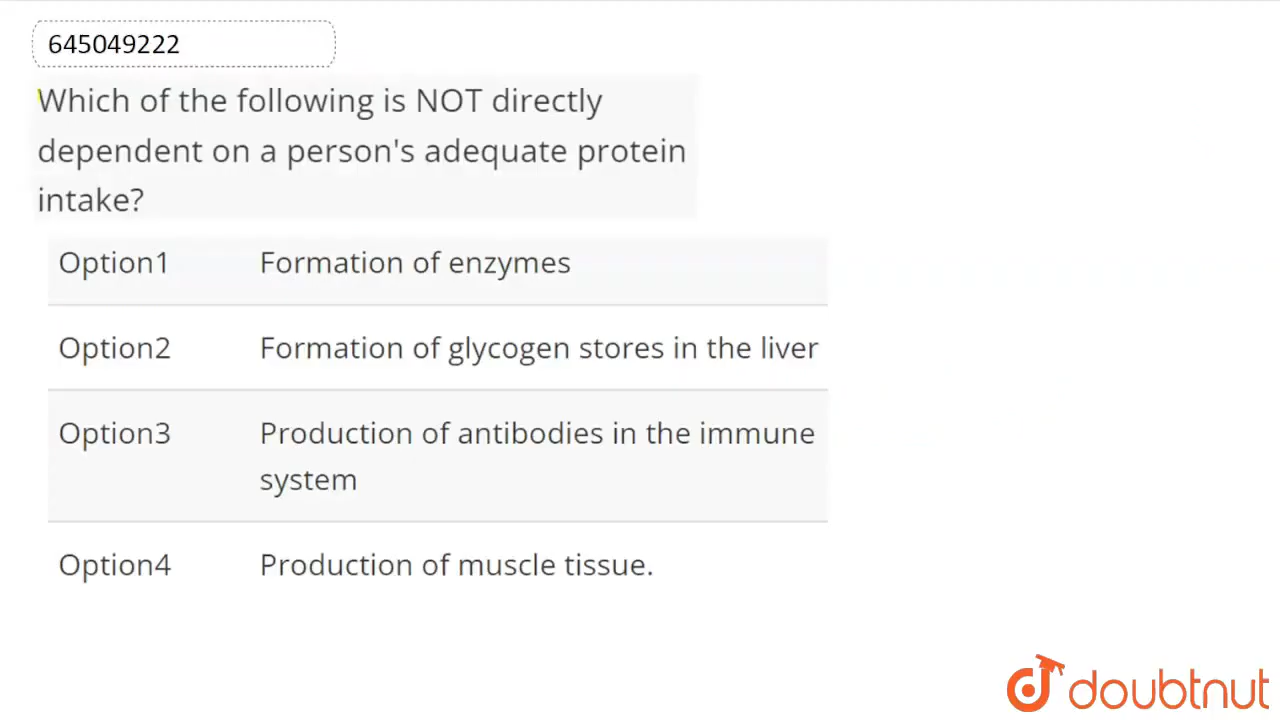 645049222
Which of the following is NOT directly
dependent on a person's adequate protein
intake?
Option1 Formation of enzymes
Option2 Formation of glycogen stores in the liver
Option3 Production of antibodies in the immune
system
Option4 Production of muscle tissue.
doubtnut